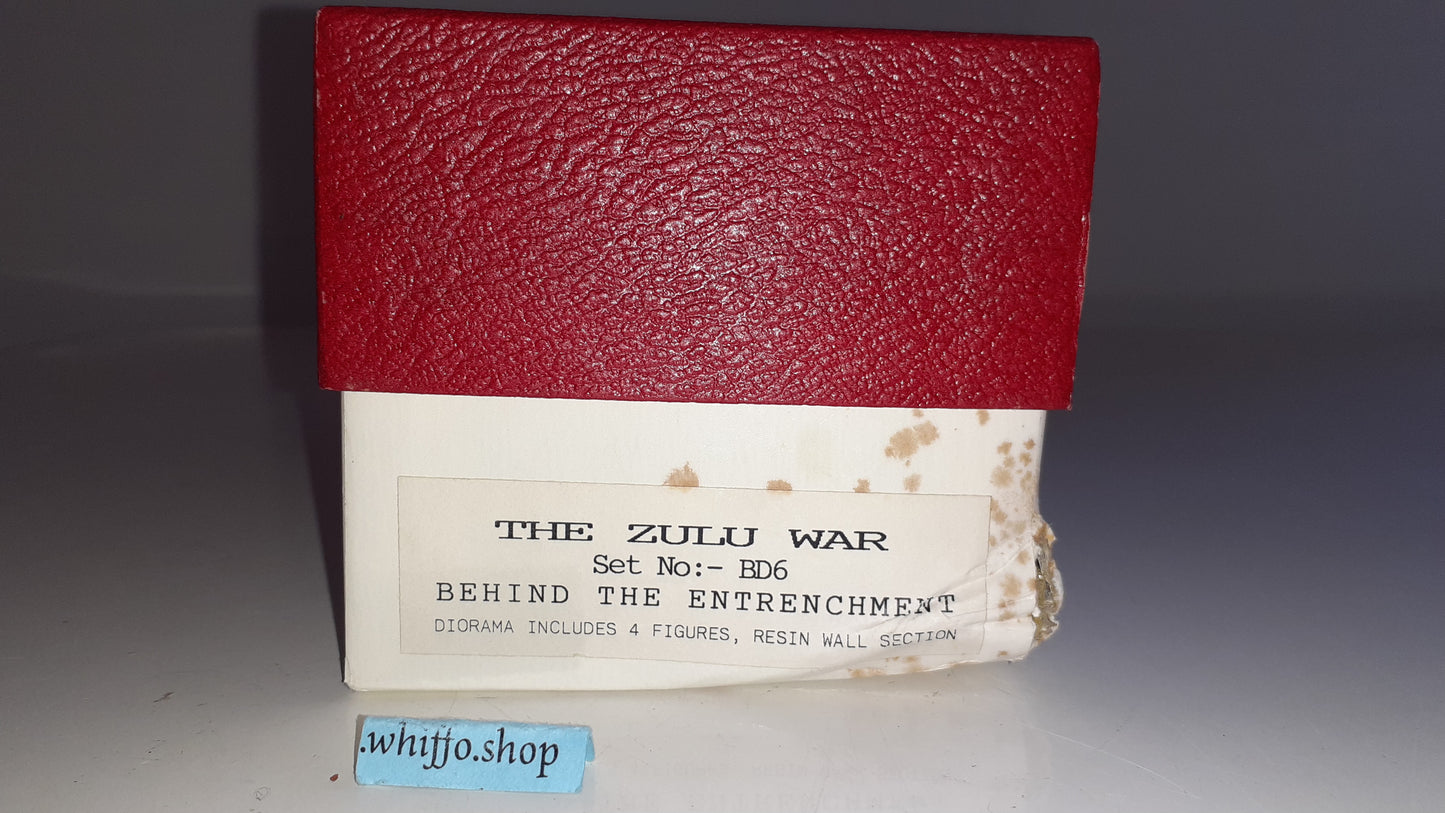 THE ZULU WAR
Set No:- BD6
BEHIND THE ENTRENCHMENT
DIORAMA INCLUDES 4 FIGURES, RESIN WALL SECTION
.whiffo.shop